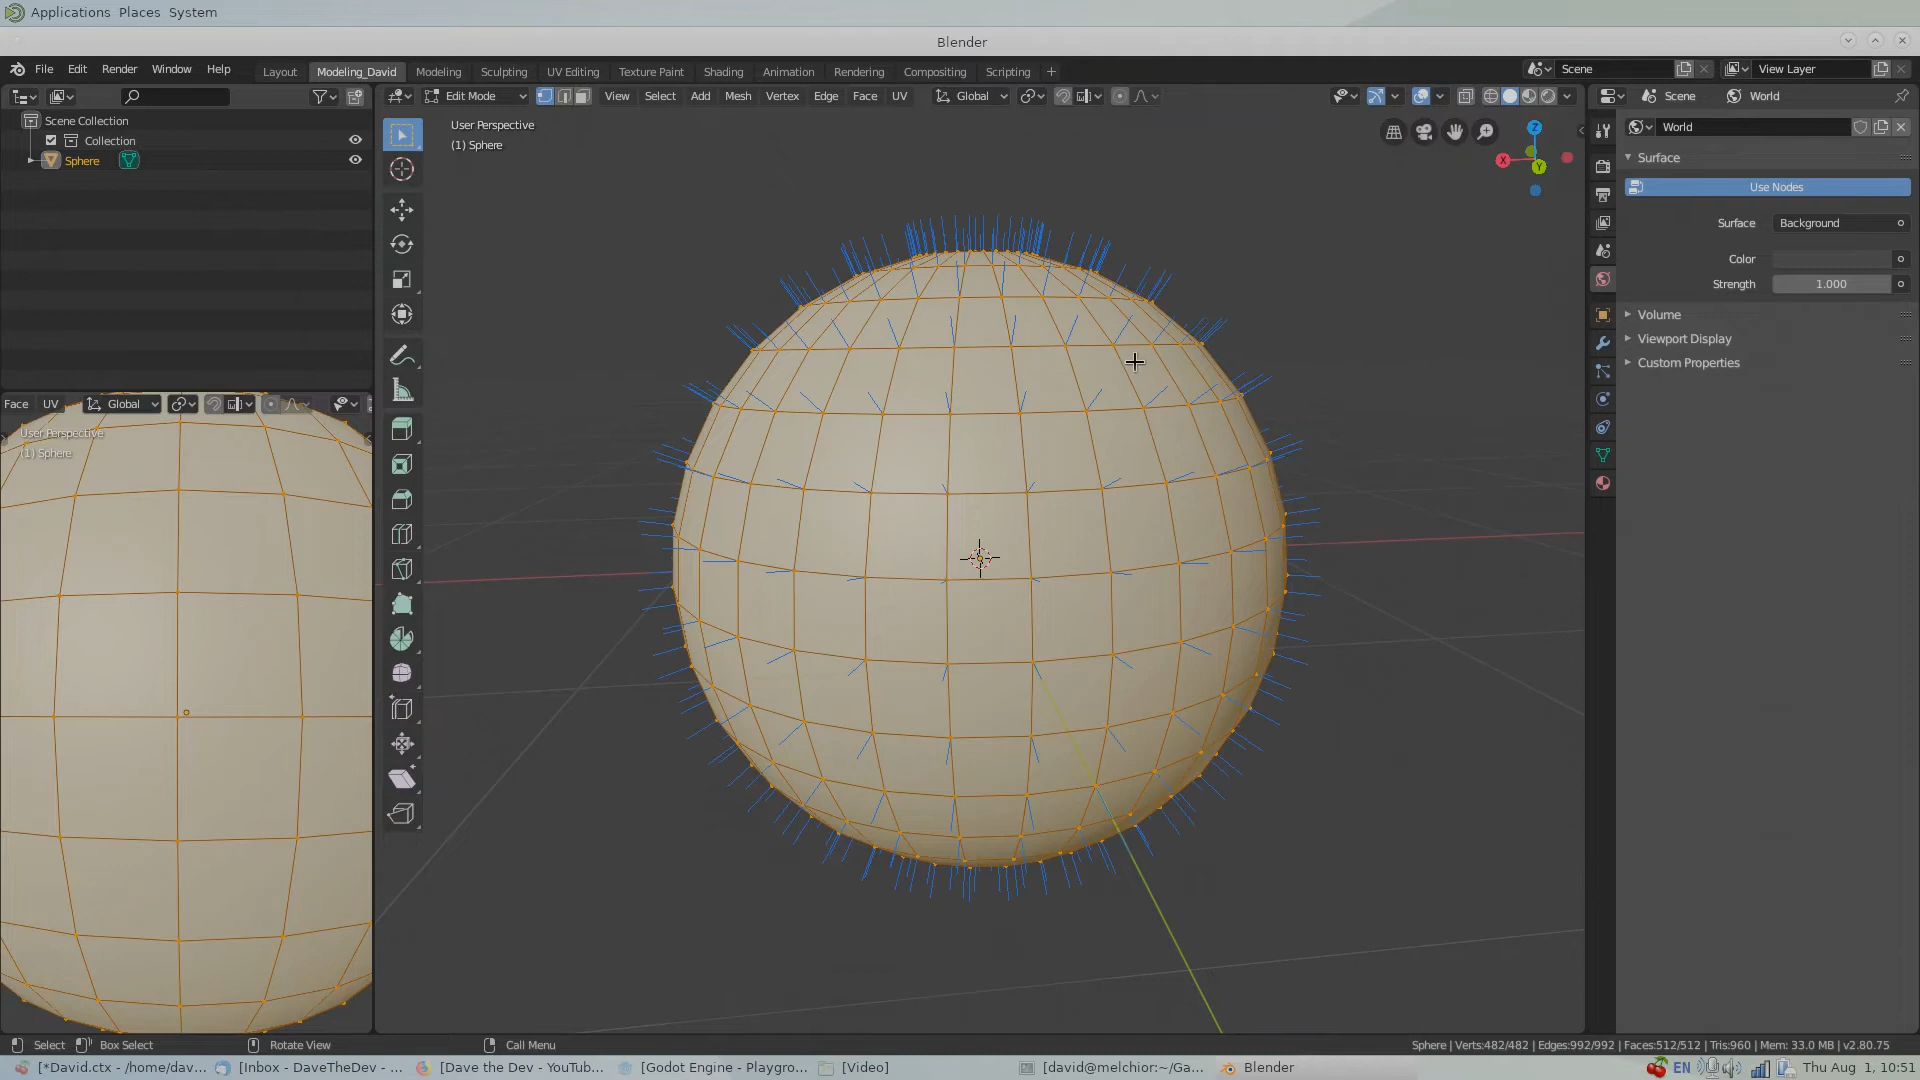 Applications Places System
Blender
File Edit Render Window Help
Layout Modeling_David Modeling Sculpting UV Editing Texture Paint Shading Animation Rendering Compositing Scripting
Scene
View Layer
Edit Mode View Select Add Mesh Vertex Edge Face UV Global
Scene World
Scene Collection
Collection
Sphere
User Perspective
(1) Sphere
Z
X
Y
World
Surface
Use Nodes
Surface Background
Color
Strength 1.000
Volume
Viewport Display
Custom Properties
Face UV Global
User Perspective
(1) Sphere
Select Box Select Rotate View Call Menu
Sphere | Verts:482/482 | Edges:992/992 | Faces:512/512 | Tris:960 | Mem: 33.0 MB | v2.80.75
[*David.ctx - /home/dav... [Inbox - DaveTheDev - ... [Dave the Dev - YouTub... [Godot Engine - Playgro... [Video] [david@melchior:~/Ga... Blender EN Thu Aug 1, 10:51